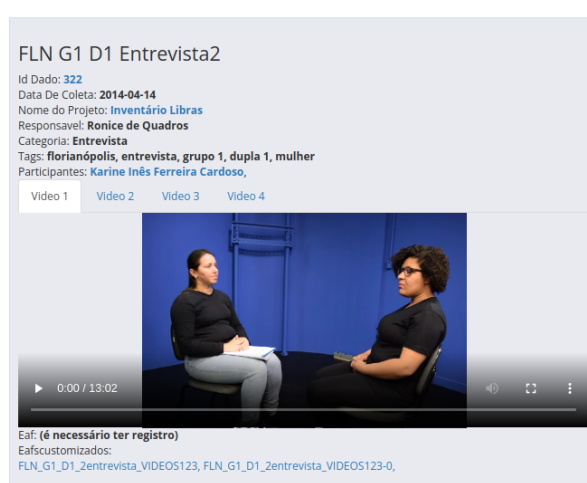 FLN G1 D1 Entrevista2
Id Dado: 322
Data De Coleta: 2014-04-14
Nome do Projeto: Inventário Libras
Responsavel: Ronice de Quadros
Categoria: Entrevista
Tags: florianópolis, entrevista, grupo 1, dupla 1, mulher
Participantes: Karine Inês Ferreira Cardoso,
Video 1 Video 2 Video 3 Video 4
0:00 / 13:02
Eaf: (é necessário ter registro)
Eafscustomizados:
FLN_G1_D1_2entrevista_VIDEOS123, FLN_G1_D1_2entrevista_VIDEOS123-0,